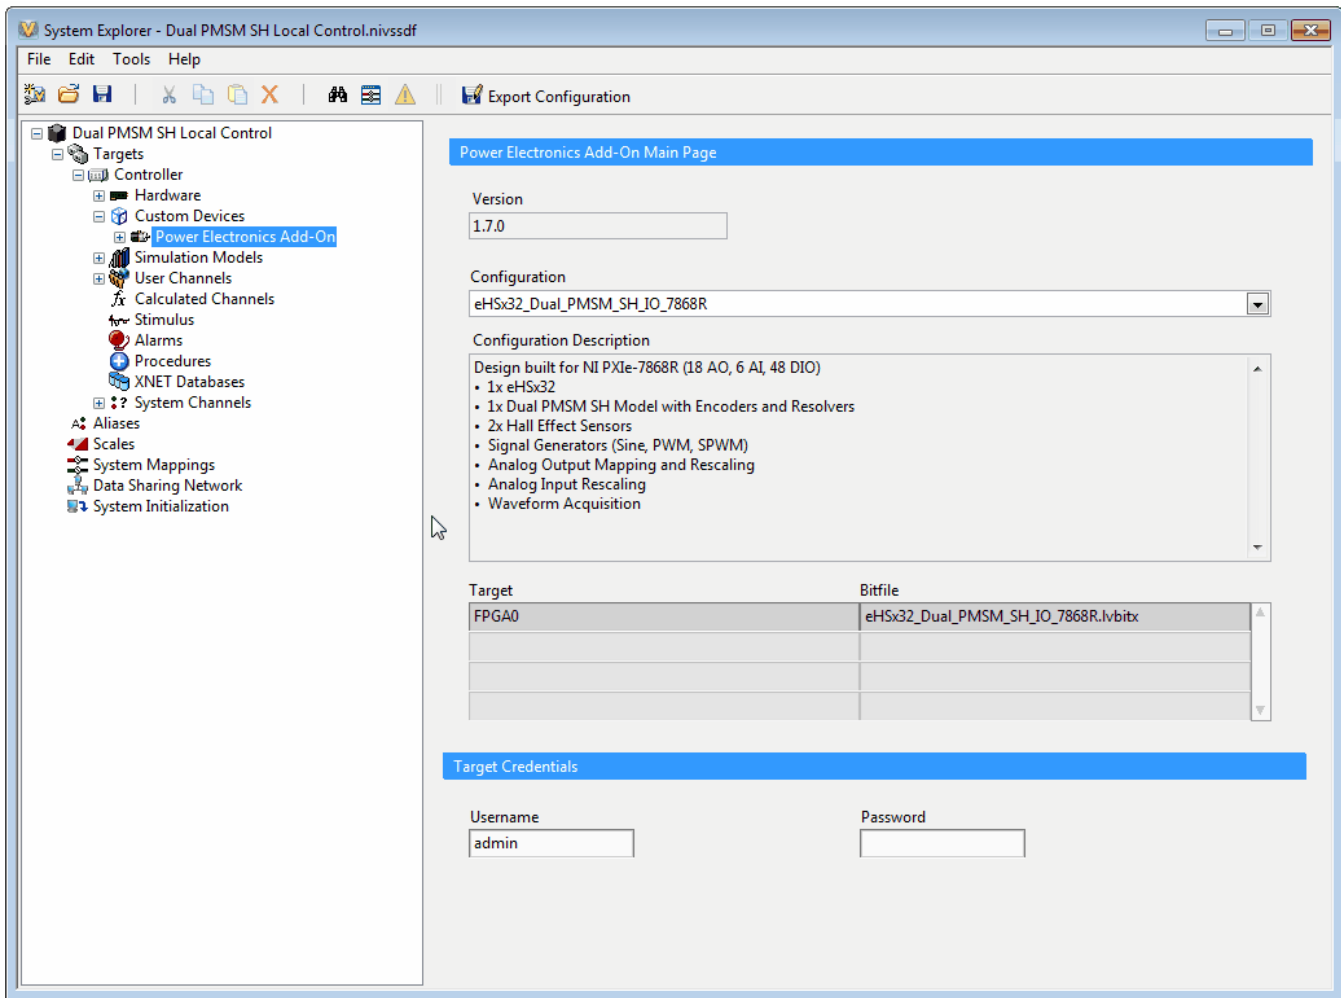 System Explorer - Dual PMSM SH Local Control.nivssdf
File Edit Tools Help
Export Configuration
Dual PMSM SH Local Control
Targets
Controller
Hardware
Custom Devices
Power Electronics Add-On
Simulation Models
User Channels
fx Calculated Channels
Stimulus
Alarms
Procedures
XNET Databases
System Channels
Aliases
Scales
System Mappings
Data Sharing Network
System Initialization
Power Electronics Add-On Main Page
Version
1.7.0
Configuration
eHSx32_Dual_PMSM_SH_IO_7868R
Configuration Description
Design built for NI PXIe-7868R (18 AO, 6 AI, 48 DIO)
• 1x eHSx32
• 1x Dual PMSM SH Model with Encoders and Resolvers
• 2x Hall Effect Sensors
• Signal Generators (Sine, PWM, SPWM)
• Analog Output Mapping and Rescaling
• Analog Input Rescaling
• Waveform Acquisition
Target Bitfile
FPGA0 eHSx32_Dual_PMSM_SH_IO_7868R.lvbitx
Target Credentials
Username Password
admin